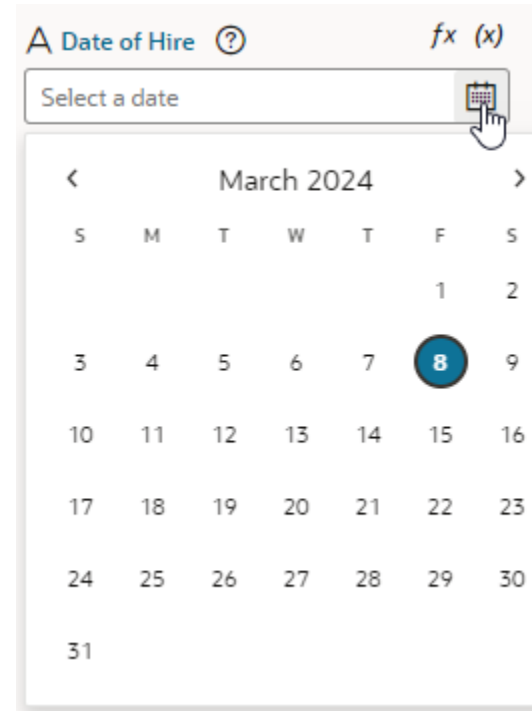 A Date of Hire ? fx (x)
Select a date
March 2024
S M T W T F S
1 2
3 4 5 6 7 8 9
10 11 12 13 14 15 16
17 18 19 20 21 22 23
24 25 26 27 28 29 30
31